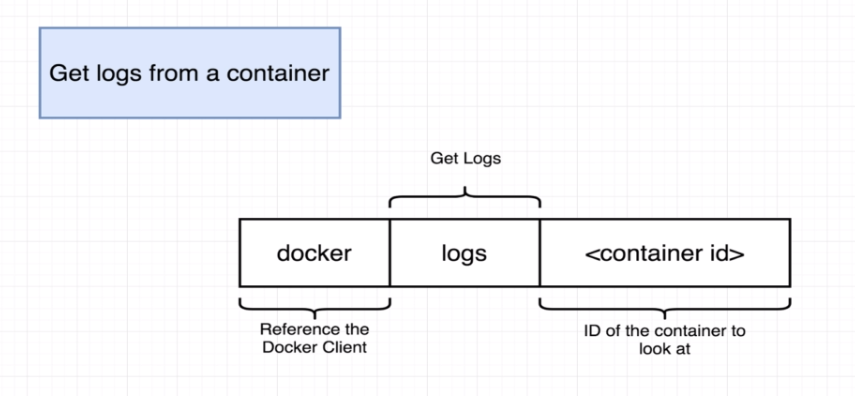 Get logs from a container
Get Logs
docker logs <container id>
Reference the
Docker Client
ID of the container to
look at